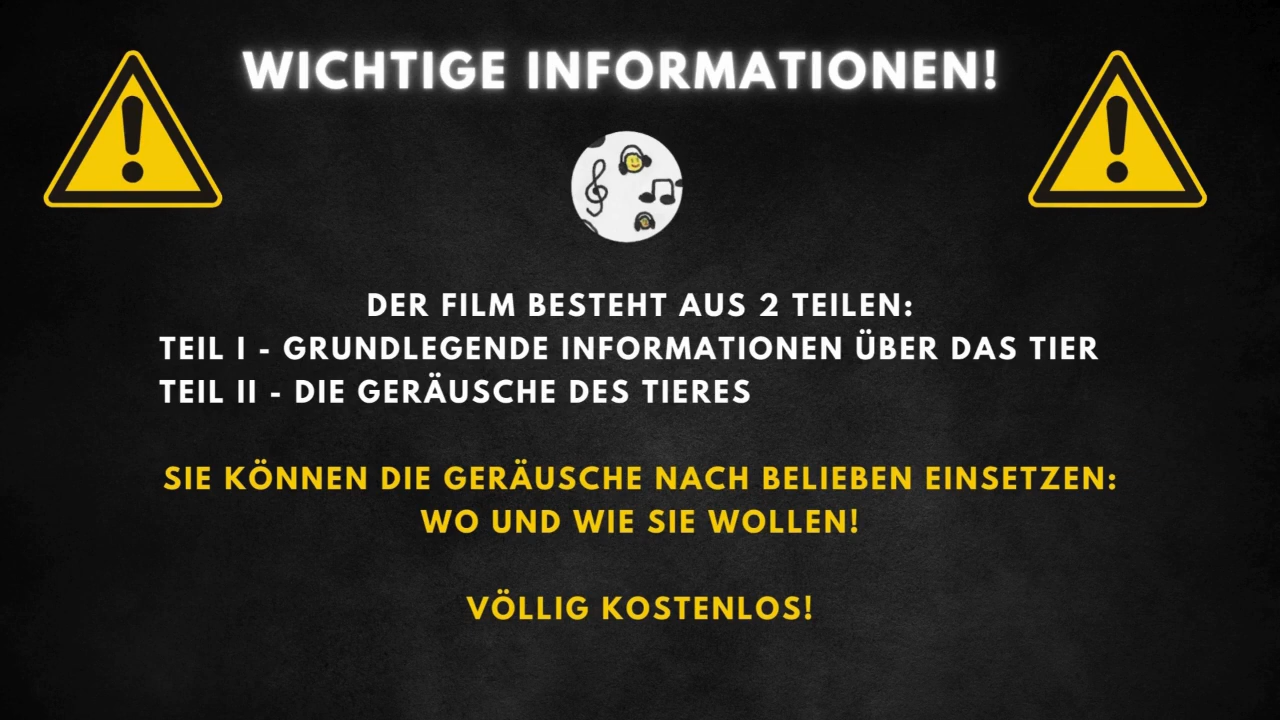 WICHTIGE INFORMATIONEN!
DER FILM BESTEHT AUS 2 TEILEN:
TEIL I - GRUNDLEGENDE INFORMATIONEN ÜBER DAS TIER
TEIL II - DIE GERÄUSCHE DES TIERES
SIE KÖNNEN DIE GERÄUSCHE NACH BELIEBEN EINSETZEN:
WO UND WIE SIE WOLLEN!
VÖLLIG KOSTENLOS!